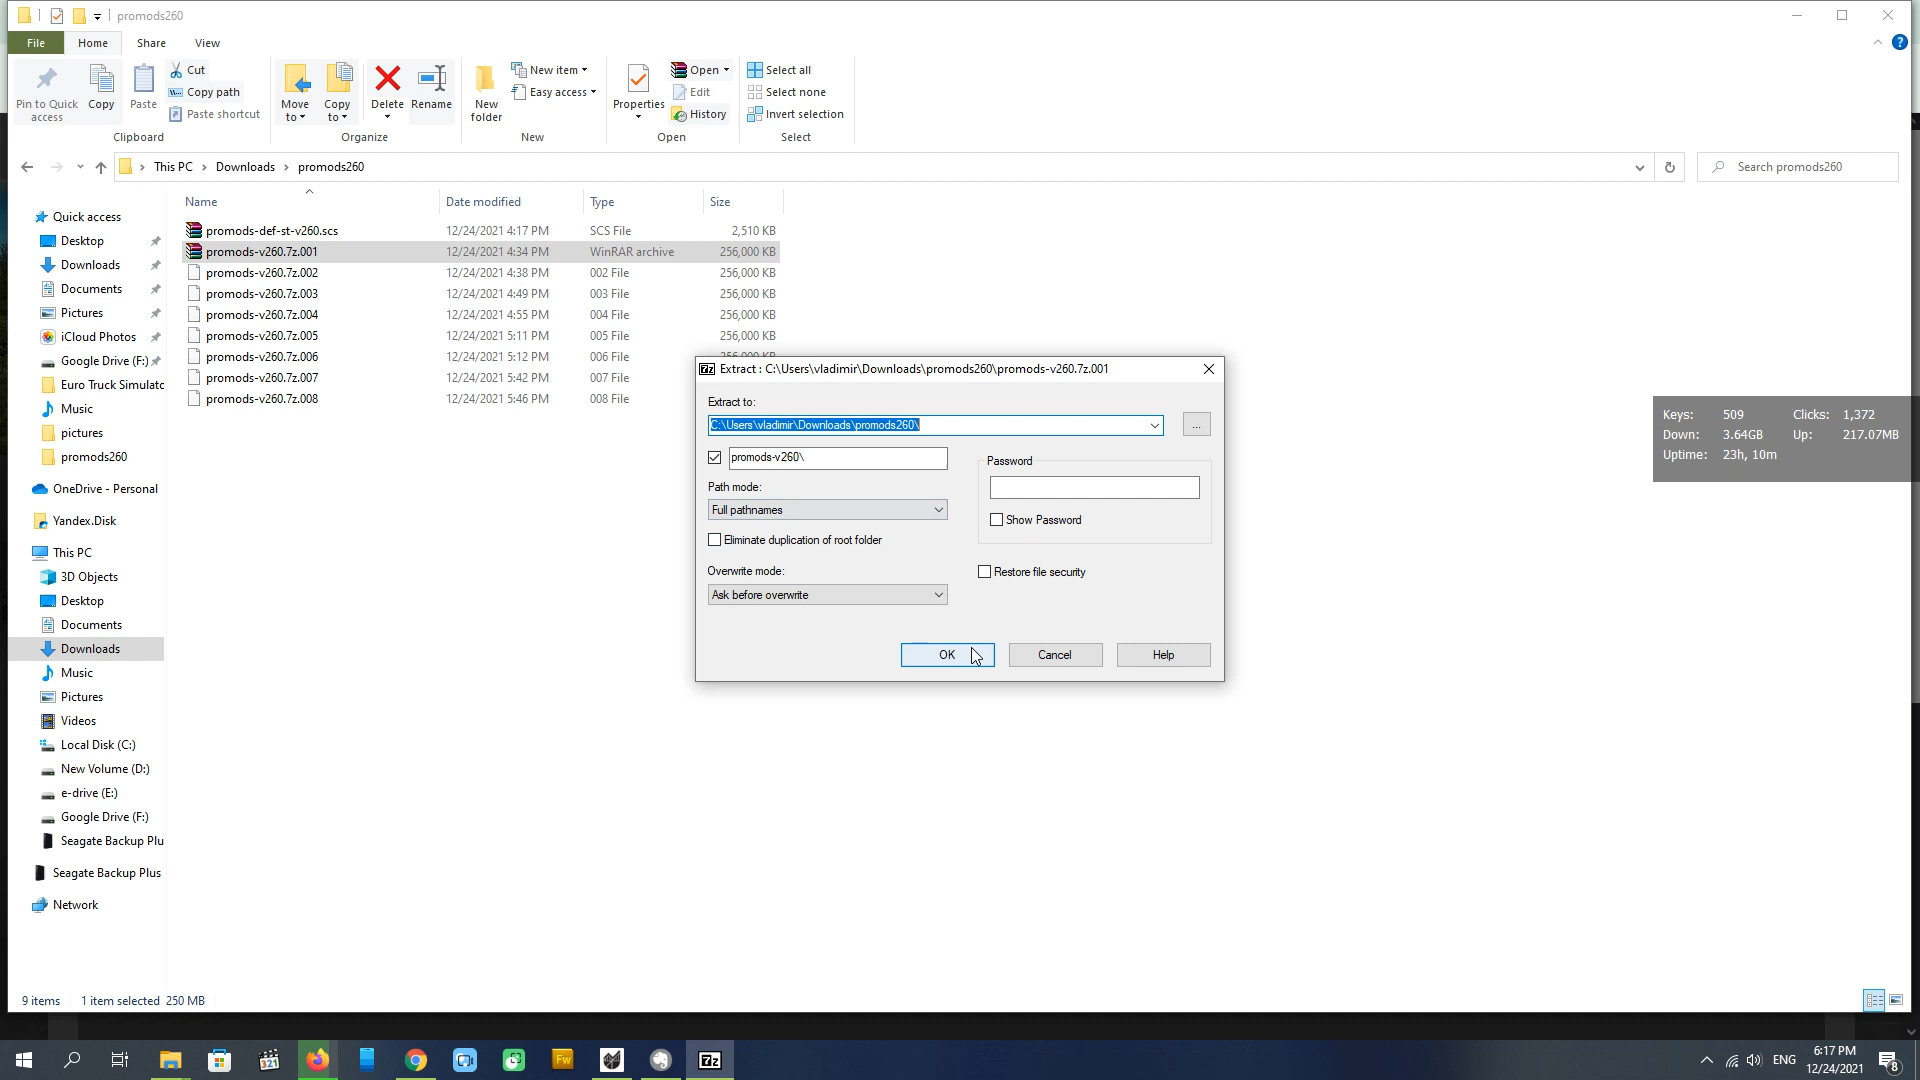 promods260
File Home Share View
Pin to Quick access
Copy
Paste
Cut
Copy path
Paste shortcut
Clipboard
Move to
Copy to
Delete
Rename
Organize
New folder
New item
Easy access
New
Properties
Open
Edit
History
Open
Select all
Select none
Invert selection
Select
This PC > Downloads > promods260
Search promods260
Name Date modified Type Size
promods-def-st-v260.scs 12/24/2021 4:17 PM SCS File 2,510 KB
promods-v260.7z.001 12/24/2021 4:34 PM WinRAR archive 256,000 KB
promods-v260.7z.002 12/24/2021 4:38 PM 002 File 256,000 KB
promods-v260.7z.003 12/24/2021 4:49 PM 003 File 256,000 KB
promods-v260.7z.004 12/24/2021 4:55 PM 004 File 256,000 KB
promods-v260.7z.005 12/24/2021 5:11 PM 005 File 256,000 KB
promods-v260.7z.006 12/24/2021 5:12 PM 006 File
promods-v260.7z.007 12/24/2021 5:42 PM 007 File
promods-v260.7z.008 12/24/2021 5:46 PM 008 File
Quick access
Desktop
Downloads
Documents
Pictures
iCloud Photos
Google Drive (F:)
Euro Truck Simulato
Music
pictures
promods260
OneDrive - Personal
Yandex.Disk
This PC
3D Objects
Desktop
Documents
Downloads
Music
Pictures
Videos
Local Disk (C:)
New Volume (D:)
e-drive (E:)
Google Drive (F:)
Seagate Backup Plu
Seagate Backup Plus
Network
Extract : C:\Users\vladimir\Downloads\promods260\promods-v260.7z.001
Extract to:
C:\Users\vladimir\Downloads\promods260\
...
promods-v260\
Path mode:
Full pathnames
Eliminate duplication of root folder
Overwrite mode:
Ask before overwrite
Password
Show Password
Restore file security
OK Cancel Help
Keys: 509 Clicks: 1,372
Down: 3.64GB Up: 217.07MB
Uptime: 23h, 10m
9 items 1 item selected 250 MB
321
Fw
7z
ENG
6:17 PM
12/24/2021
8